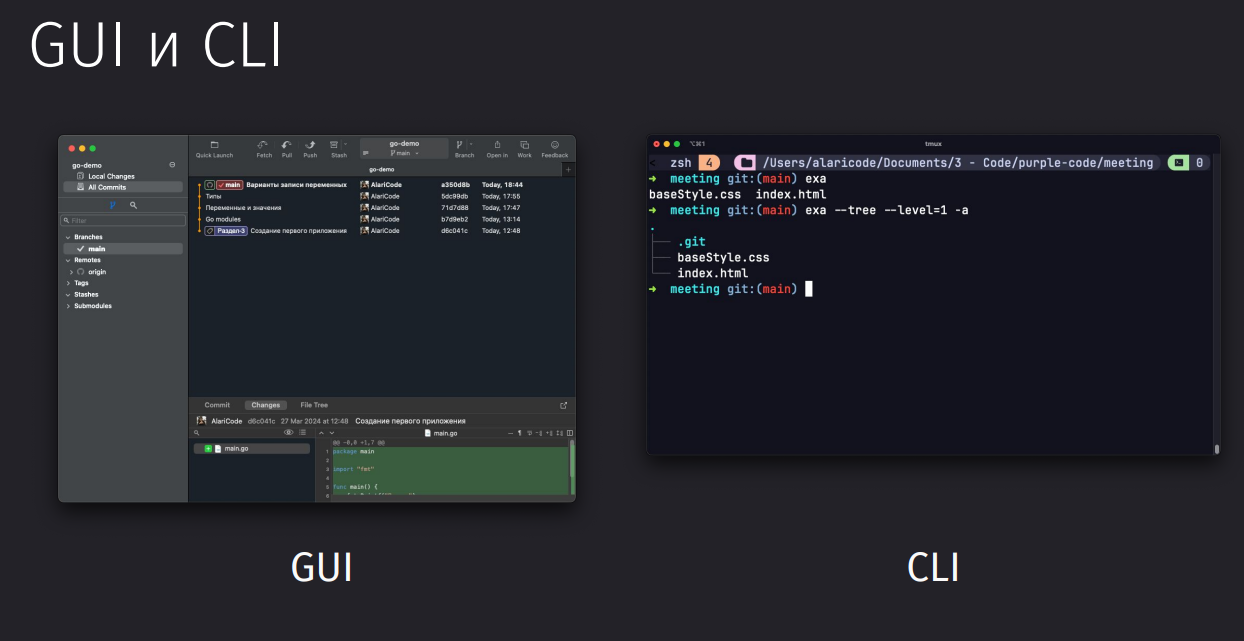 GUI и CLI
go-demo
Local Changes
All Commits
Filter
Branches
main
Remotes
origin
Tags
Stashes
Submodules
Quick Launch Fetch Pull Push Stash go-demo main Branch Open in Work Feedback
go-demo
main Варианты записи переменных AlariCode a350d8b Today, 18:44
Типы AlariCode 5dc99db Today, 17:55
Переменные и значения AlariCode 71d7d88 Today, 17:47
Go modules AlariCode b7d9eb2 Today, 13:14
Раздел-3 Создание первого приложения AlariCode d6c041c Today, 12:48
Commit Changes File Tree
AlariCode d6c041c 27 Mar 2024 at 12:48 Создание первого приложения
main.go
main.go
@@ -0,0 +1,7 @@
1 package main
2
3 import "fmt"
4
5 func main() {
6
GUI
⌥⌘1 tmux
zsh 4 /Users/alaricode/Documents/3 - Code/purple-code/meeting 0
→ meeting git:(main) exa
baseStyle.css index.html
→ meeting git:(main) exa --tree --level=1 -a
.
├── .git
├── baseStyle.css
└── index.html
→ meeting git:(main)
CLI